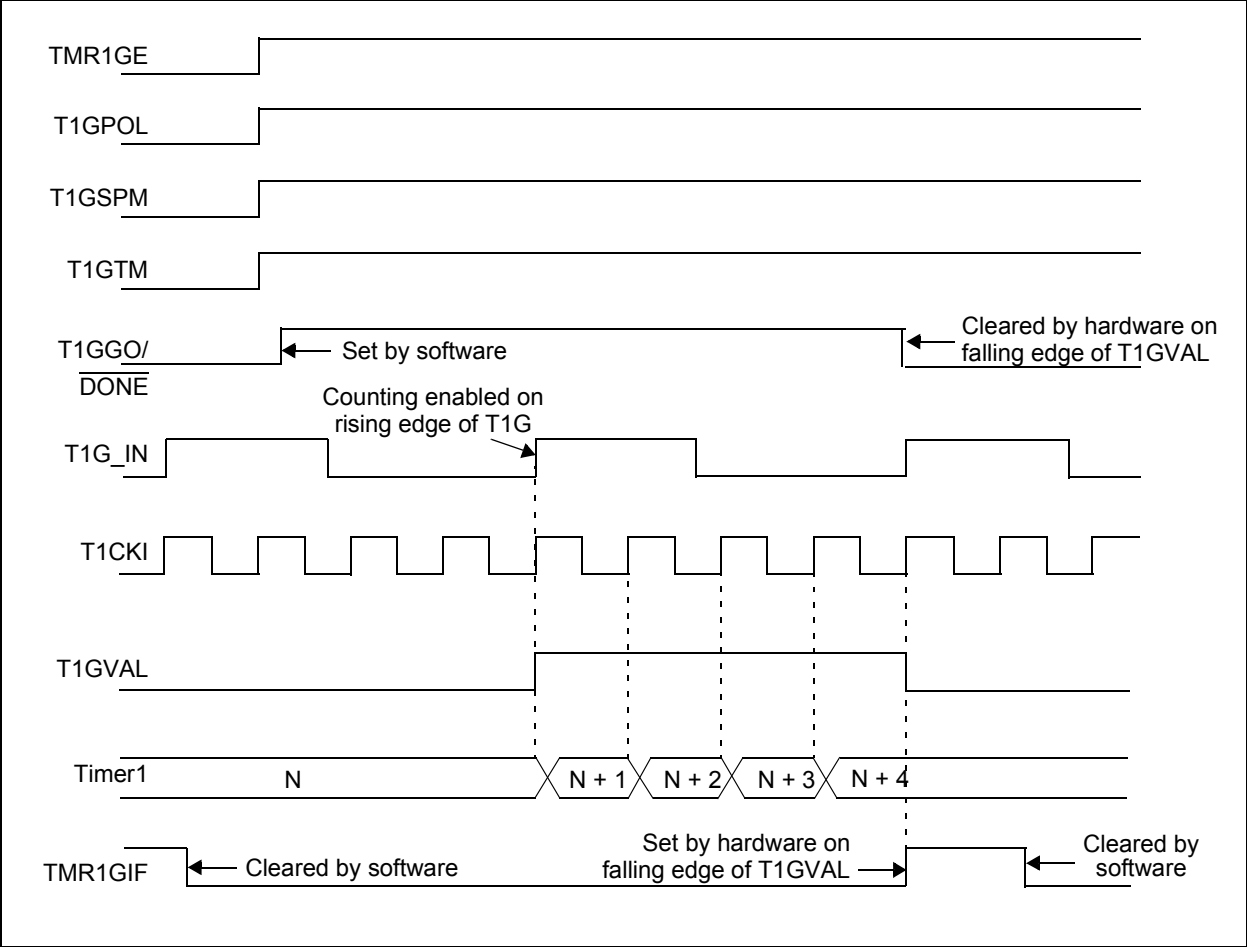 TMR1GE
T1GPOL
T1GSPM
T1GTM
T1GGO/
DONE
Set by software
Cleared by hardware on
falling edge of T1GVAL
Counting enabled on
rising edge of T1G
T1G_IN
T1CKI
T1GVAL
Timer1
N
N + 1
N + 2
N + 3
N + 4
TMR1GIF
Cleared by software
Set by hardware on
falling edge of T1GVAL
Cleared by
software